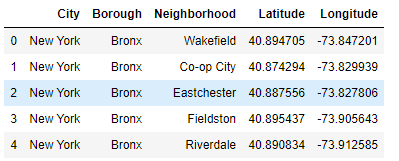 City Borough Neighborhood Latitude Longitude
0 New York Bronx Wakefield 40.894705 -73.847201
1 New York Bronx Co-op City 40.874294 -73.829939
2 New York Bronx Eastchester 40.887556 -73.827806
3 New York Bronx Fieldston 40.895437 -73.905643
4 New York Bronx Riverdale 40.890834 -73.912585